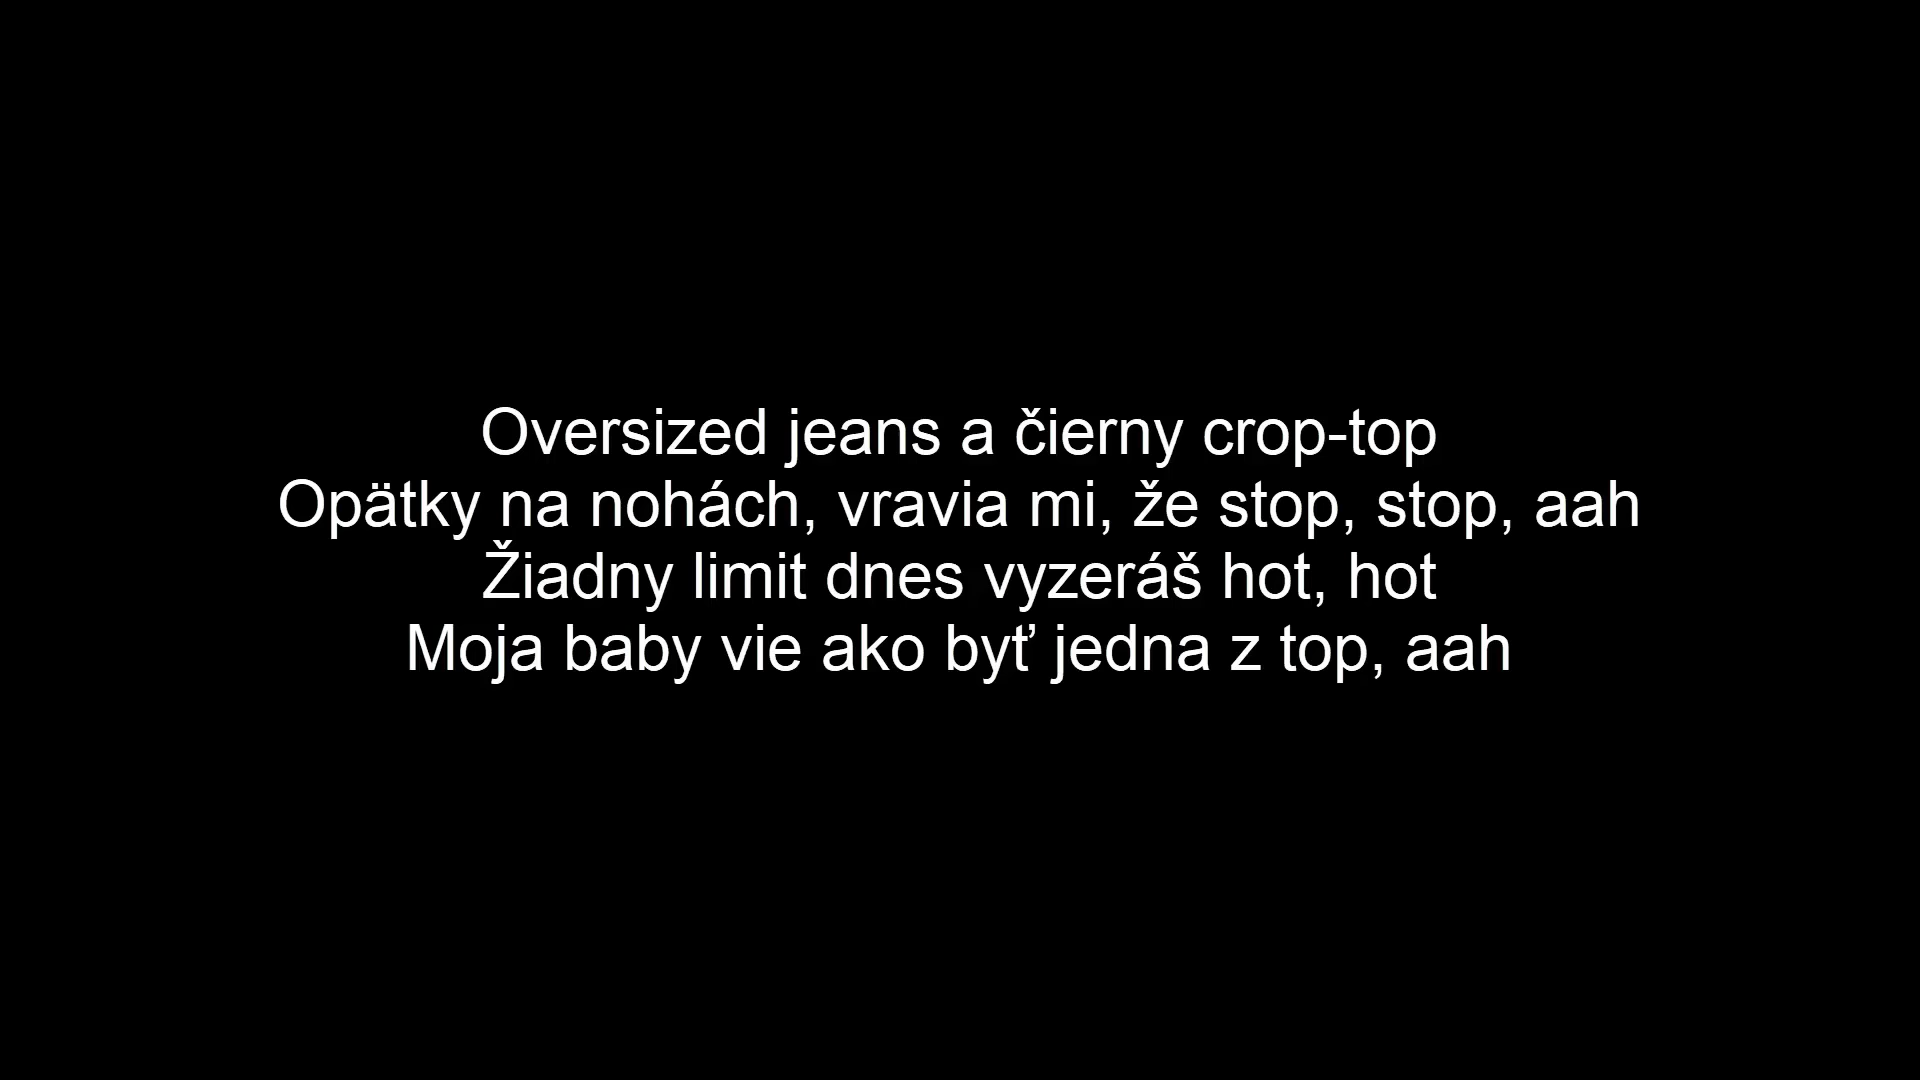 Oversized jeans a čierny crop-top
Opätky na nohách, vravia mi, že stop, stop, aah
Žiadny limit dnes vyzeráš hot, hot
Moja baby vie ako byť jedna z top, aah